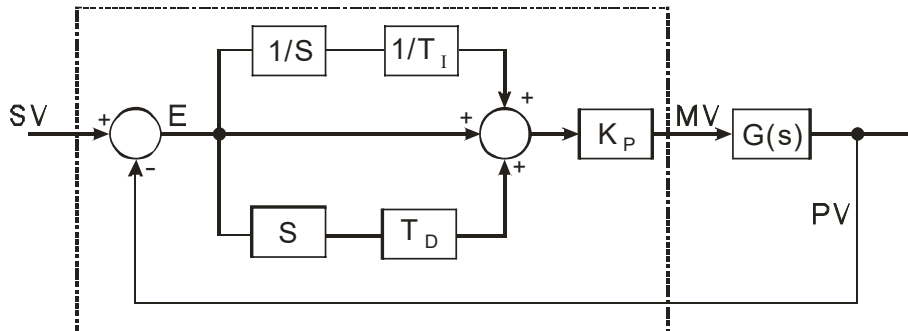 1/S
1/T I
+
SV
+
E
+
K P
MV
G(s)
-
+
S
T D
PV